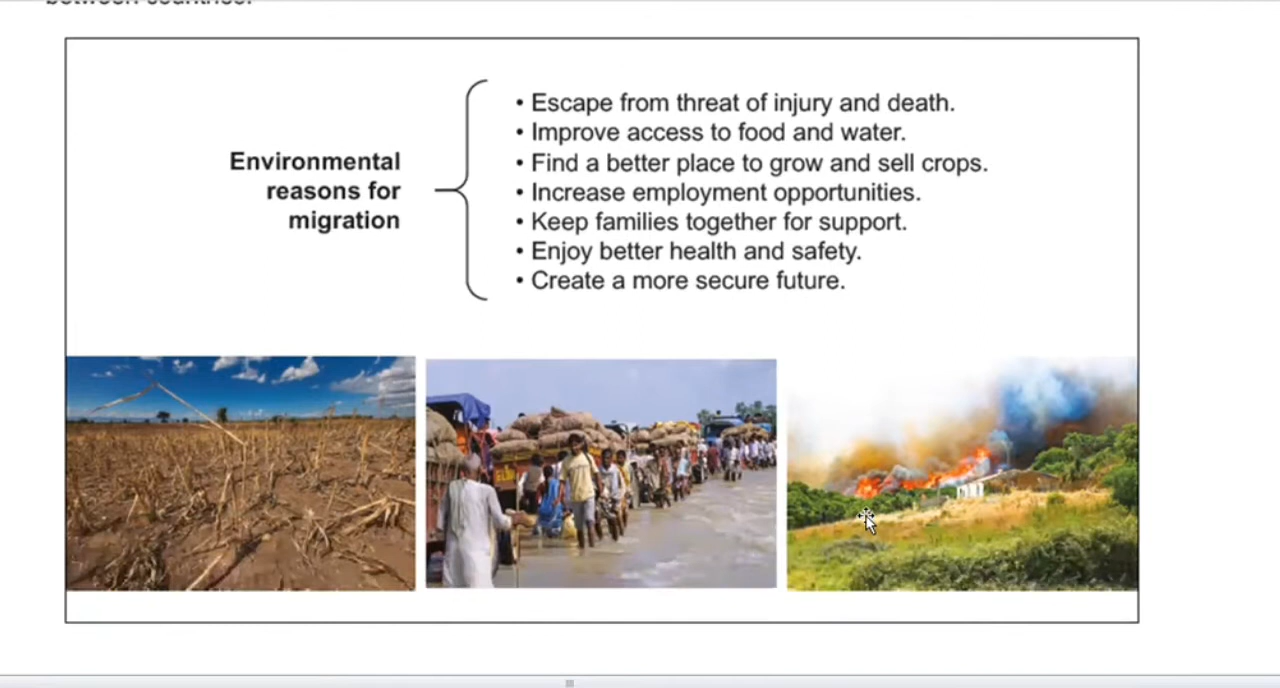 between countries.
Environmental
reasons for
migration
• Escape from threat of injury and death.
• Improve access to food and water.
• Find a better place to grow and sell crops.
• Increase employment opportunities.
• Keep families together for support.
• Enjoy better health and safety.
• Create a more secure future.